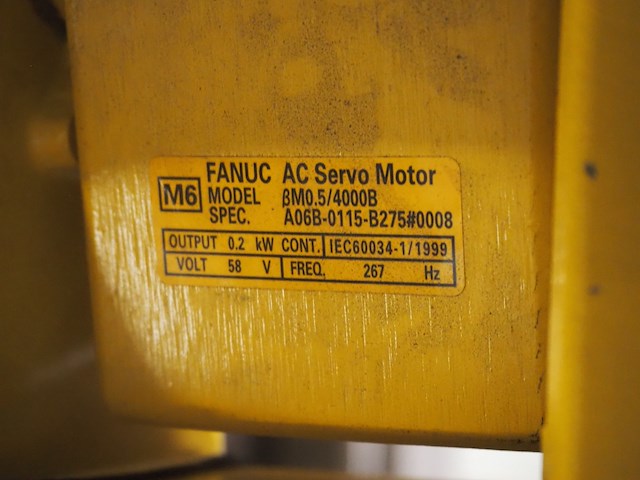 FANUC AC Servo Motor
M6 MODEL βM0.5/4000B
SPEC. A06B-0115-B275#0008
OUTPUT 0.2 kW CONT. IEC60034-1/1999
VOLT 58 V FREQ. 267 Hz